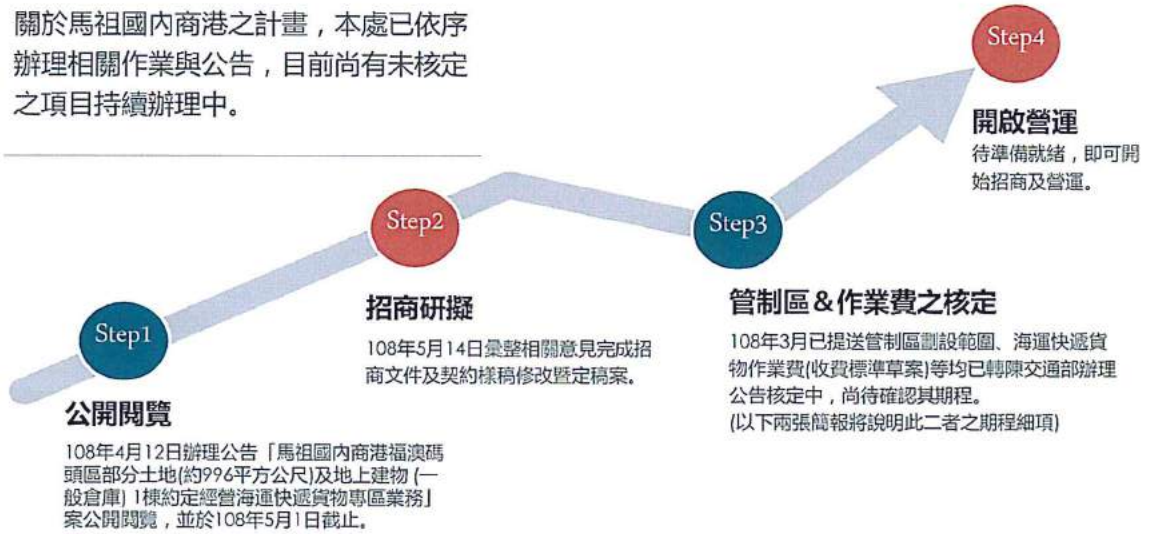 關於馬祖國內商港之計畫，本處已依序
辦理相關作業與公告，目前尚有未核定
之項目持續辦理中。
Step1
公開閱覽
108年4月12日辦理公告「馬祖國內商港福澳碼
頭區部分土地(約996平方公尺)及地上建物 (一
般倉庫) 1棟約定經營海運快遞貨物專區業務」
案公開閱覽，並於108年5月1日截止。
Step2
招商研擬
108年5月14日彙整相關意見完成招
商文件及契約樣稿修改暨定稿案。
Step3
管制區＆作業費之核定
108年3月已提送管制區劃設範圍、海運快遞貨
物作業費(收費標準草案)等均已轉陳交通部辦理
公告核定中，尚待確認其期程。
(以下兩張簡報將說明此二者之期程細項)
Step4
開啟營運
待準備就緒，即可開
始招商及營運。